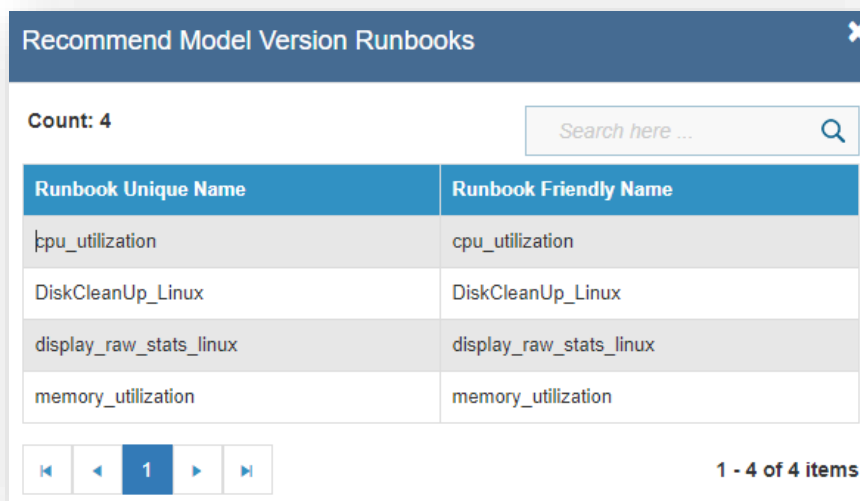 Recommend Model Version Runbooks
Count: 4
Search here ...
Runbook Unique Name Runbook Friendly Name
cpu_utilization cpu_utilization
DiskCleanUp_Linux DiskCleanUp_Linux
display_raw_stats_linux display_raw_stats_linux
memory_utilization memory_utilization
1 1 - 4 of 4 items